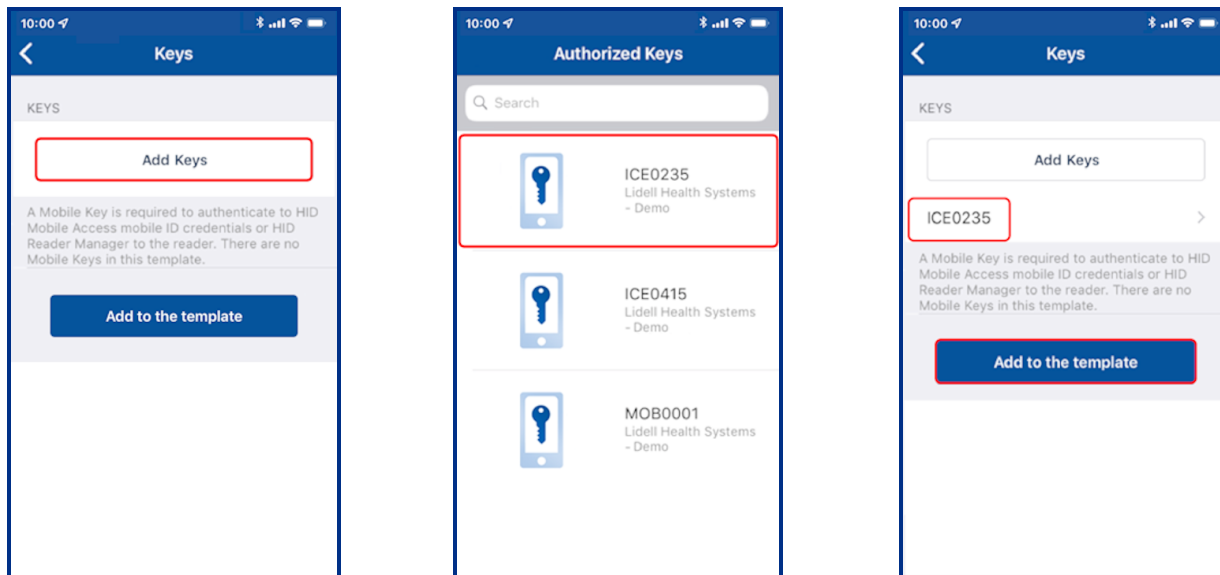 10:00
Keys
KEYS
Add Keys
A Mobile Key is required to authenticate to HID
Mobile Access mobile ID credentials or HID
Reader Manager to the reader. There are no
Mobile Keys in this template.
Add to the template
10:00
Authorized Keys
Search
ICE0235
Lidell Health Systems
- Demo
ICE0415
Lidell Health Systems
- Demo
MOB0001
Lidell Health Systems
- Demo
10:00
Keys
KEYS
Add Keys
ICE0235
A Mobile Key is required to authenticate to HID
Mobile Access mobile ID credentials or HID
Reader Manager to the reader. There are no
Mobile Keys in this template.
Add to the template